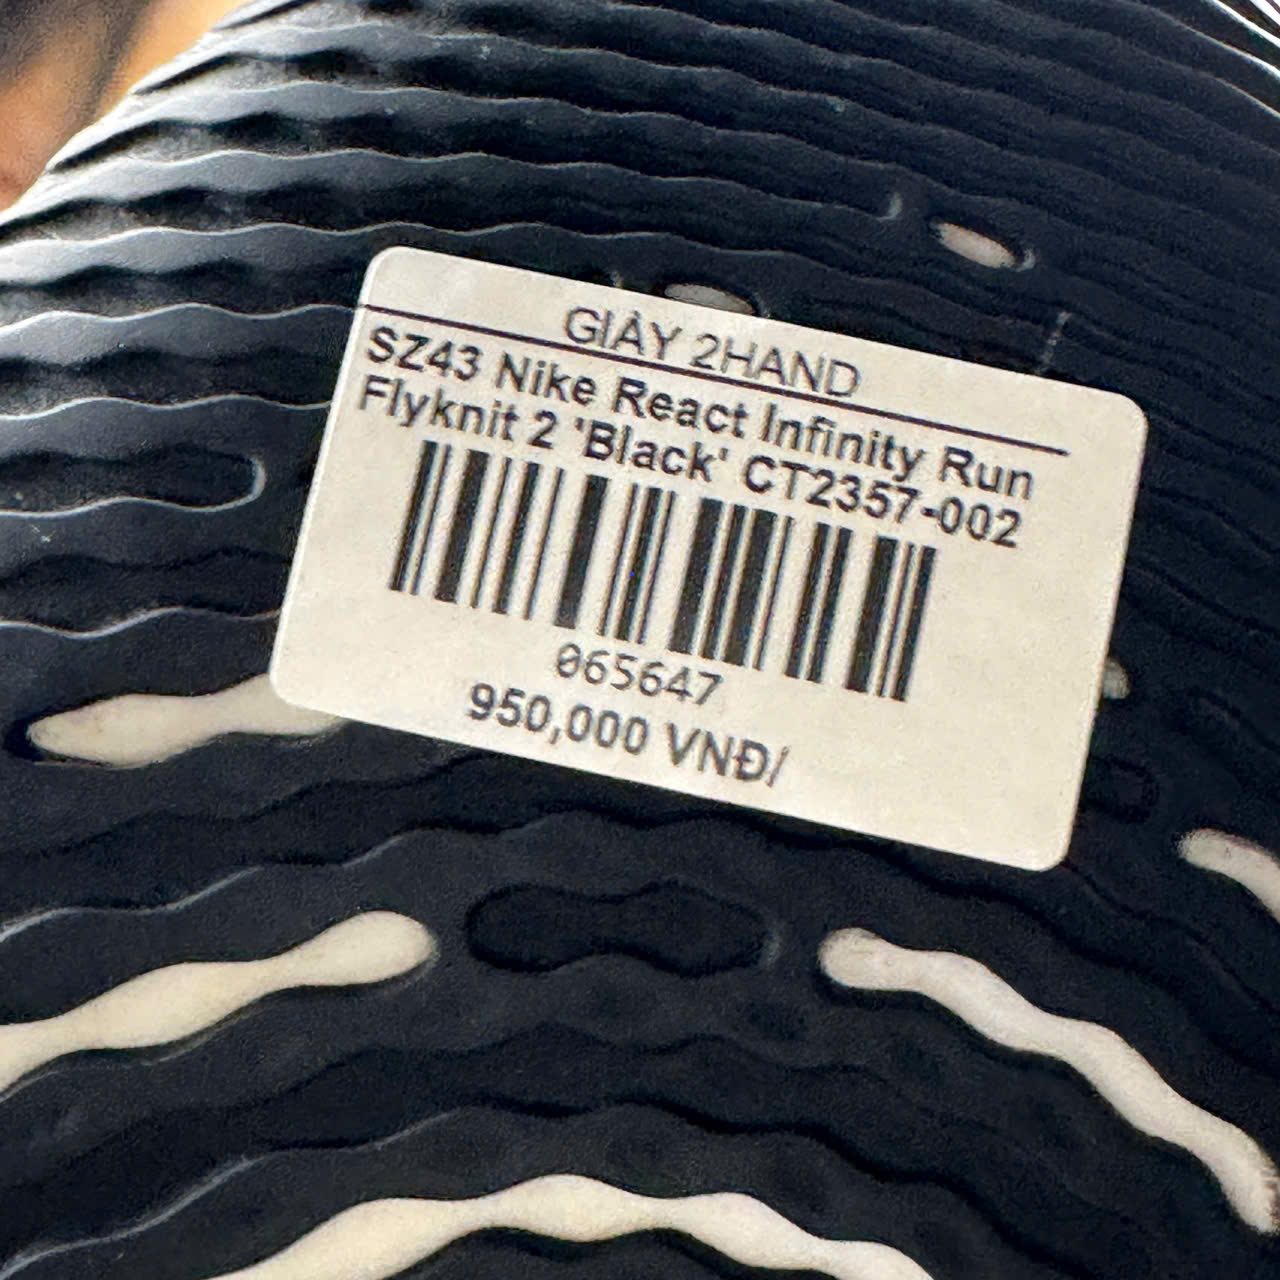 GIÀY 2HAND
SZ43 Nike React Infinity Run
Flyknit 2 'Black' CT2357-002
065647
950,000 VNĐ/